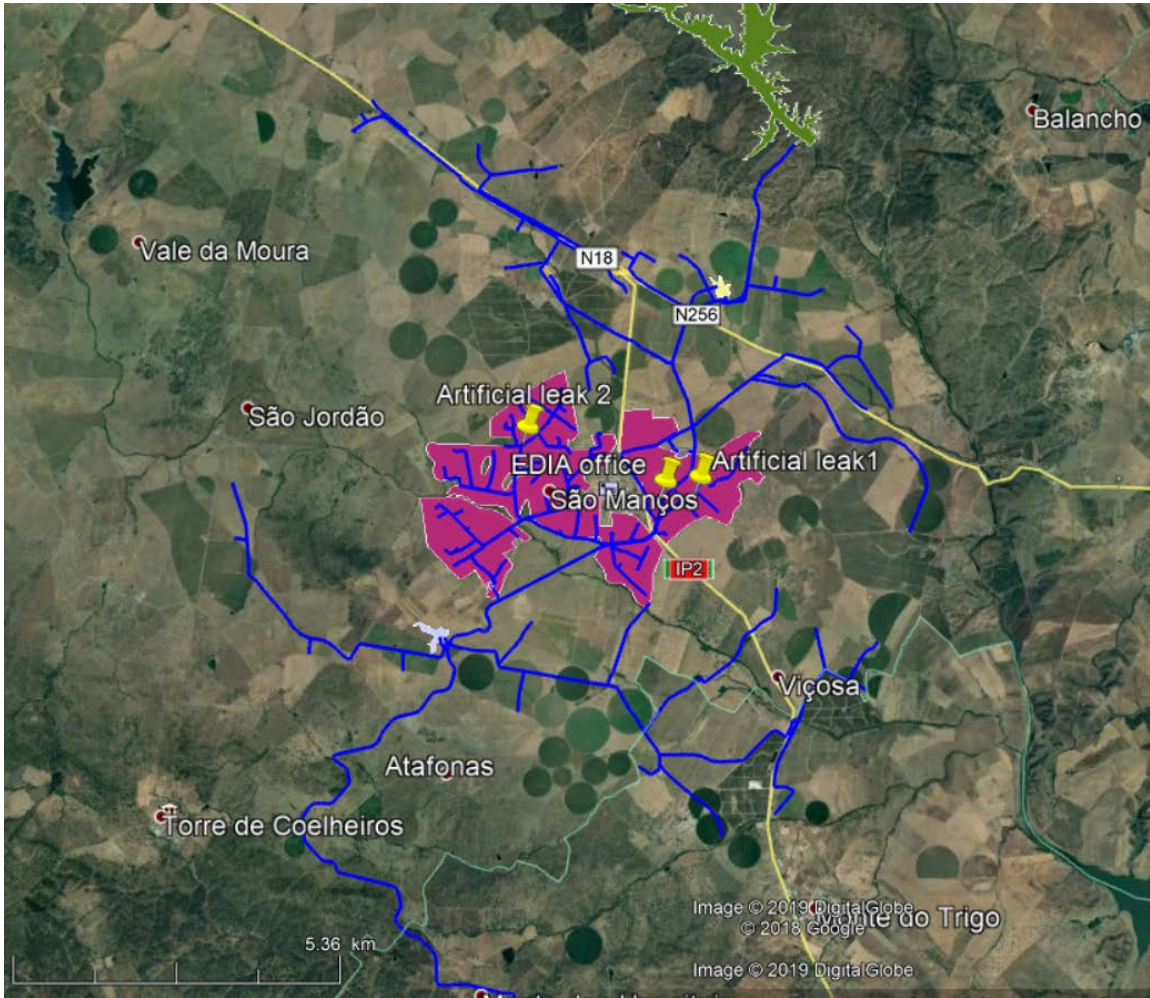 Balancho
Vale da Moura
N18
N256
Artificial leak 2
São Jordão
EDIA office
Artificial leak1
São Manços
IP2
Viçosa
Atafonas
Torre de Coelheiros
Image © 2019 DigitalGlobe
Monte do Trigo
© 2018 Google
5.36 km
Image © 2019 DigitalGlobe